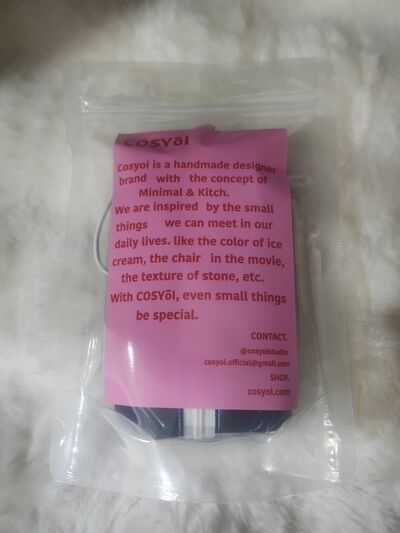 COSYōI
Cosyoi is a handmade designer
brand with the concept of
Minimal & Kitch.
We are inspired by the small
things we can meet in our
daily lives. like the color of ice
cream, the chair in the movie,
the texture of stone, etc.
With COSYōI, even small things
be special.
CONTACT.
@cosyoistudio
cosyoi.official@gmail.com
SHOP.
cosyoi.com